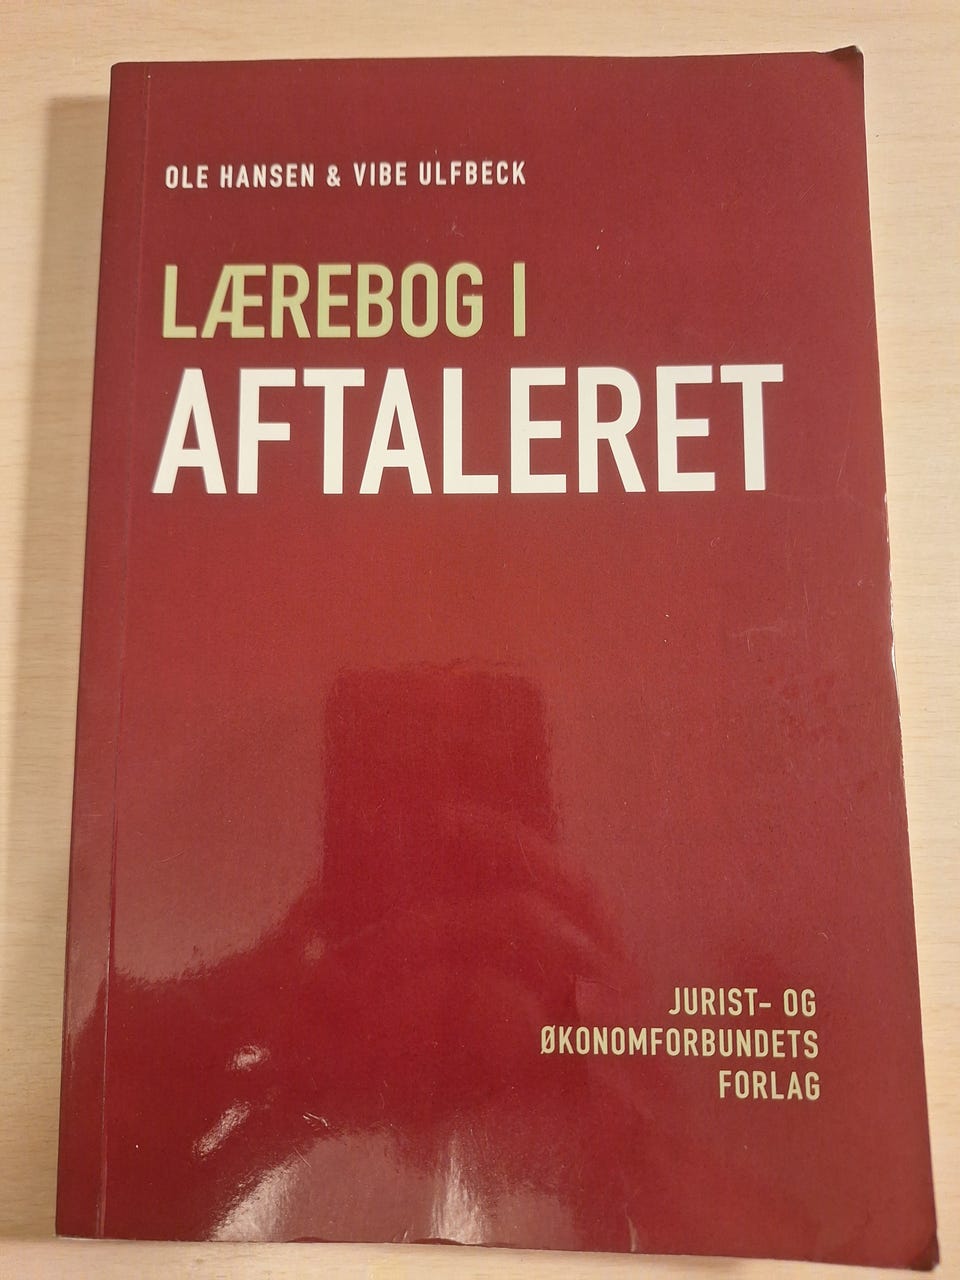 OLE HANSEN & VIBE ULFBECK
LÆREBOG I
AFTALERET
JURIST- OG
ØKONOMFORBUNDETS
FORLAG